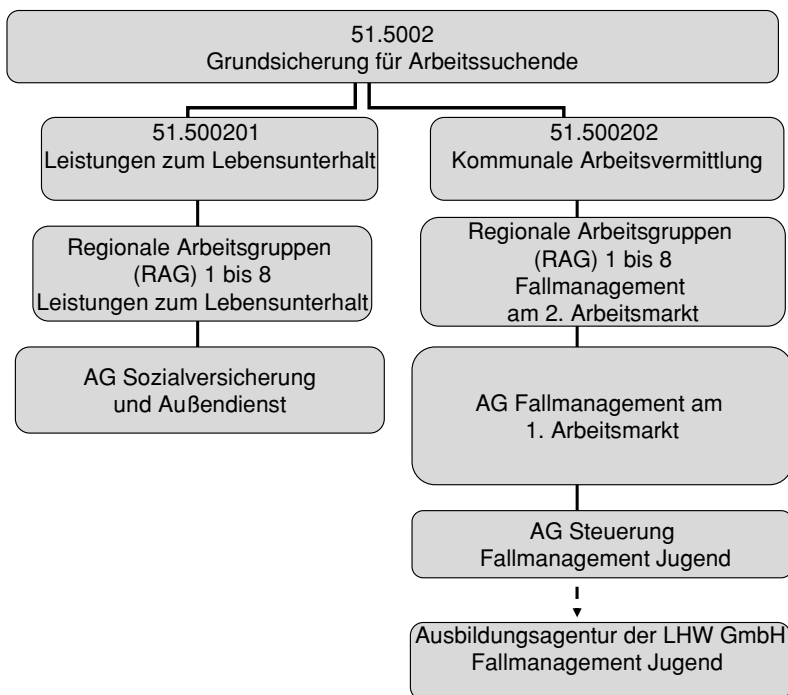 51.5002
Grundsicherung für Arbeitssuchende
51.500201
Leistungen zum Lebensunterhalt
51.500202
Kommunale Arbeitsvermittlung
Regionale Arbeitsgruppen
(RAG) 1 bis 8
Leistungen zum Lebensunterhalt
Regionale Arbeitsgruppen
(RAG) 1 bis 8
Fallmanagement
am 2. Arbeitsmarkt
AG Sozialversicherung
und Außendienst
AG Fallmanagement am
1. Arbeitsmarkt
AG Steuerung
Fallmanagement Jugend
Ausbildungsagentur der LHW GmbH
Fallmanagement Jugend